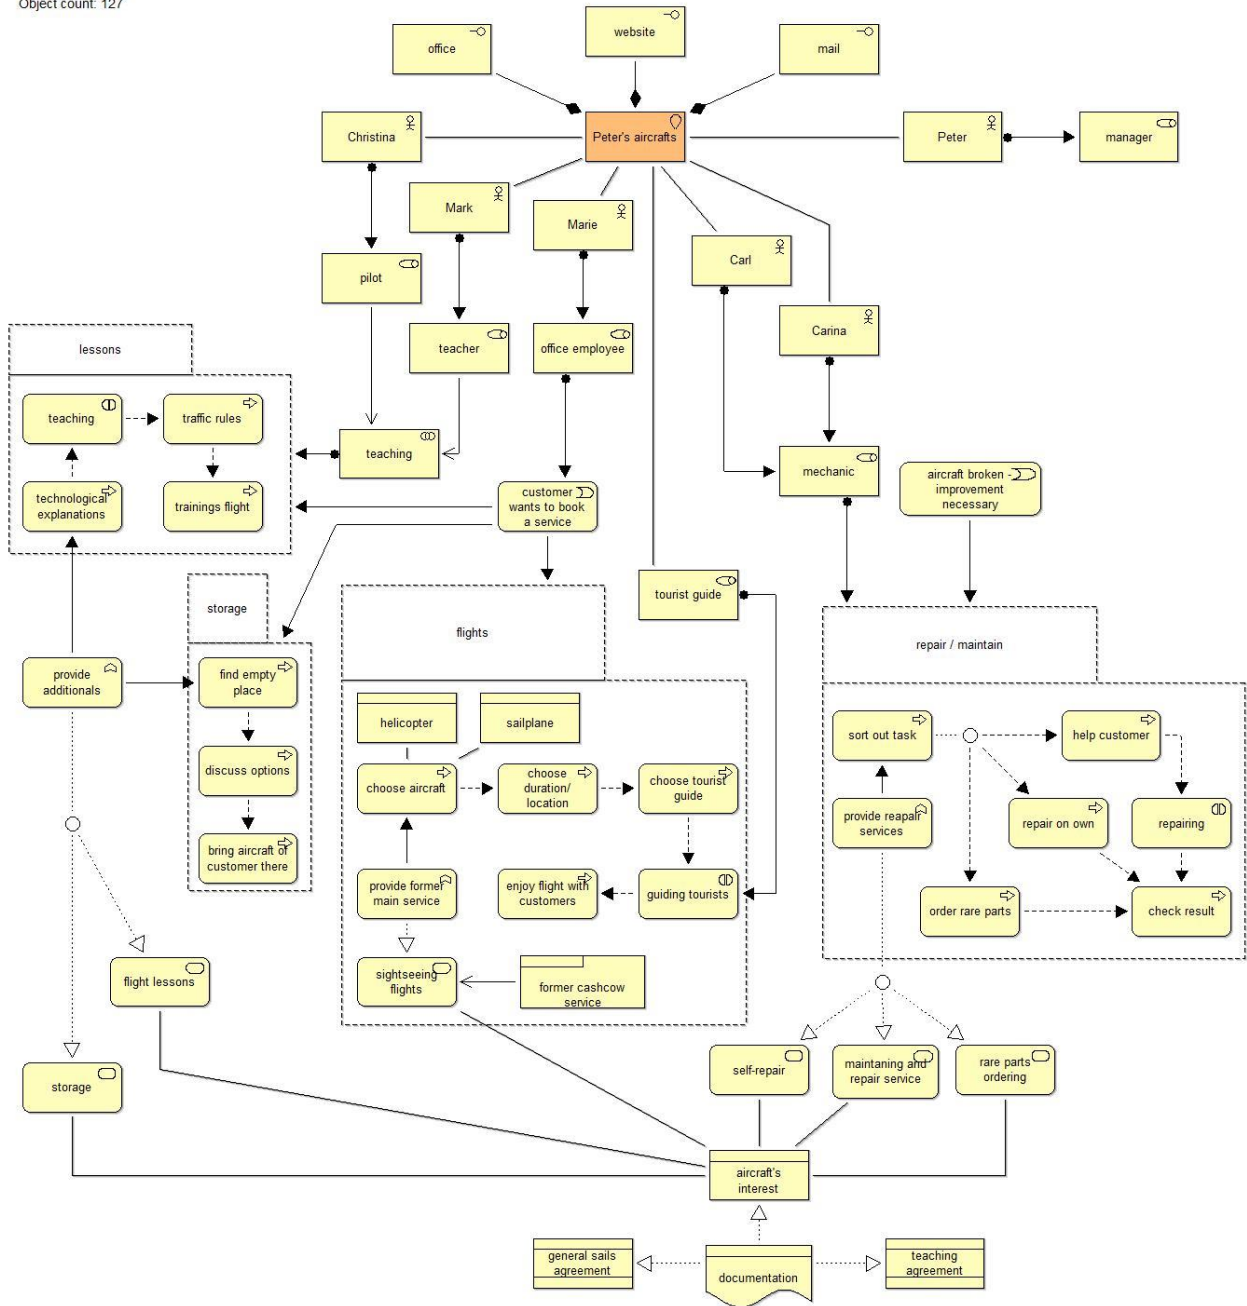 Object count: 127
website
office
mail
Christina
Peter's aircrafts
Peter
manager
Mark
Marie
Carl
pilot
Carina
teacher
office employee
lessons
teaching
traffic rules
teaching
mechanic
aircraft broken -
improvement
necessary
technological
explanations
trainings flight
customer
wants to book
a service
tourist guide
storage
flights
repair / maintain
provide
additionals
find empty
place
helicopter
sailplane
sort out task
help customer
discuss options
choose aircraft
choose
duration/
location
choose tourist
guide
provide reapair
services
repair on own
repairing
bring aircraft of
customer there
provide former
main service
enjoy flight with
customers
guiding tourists
order rare parts
check result
flight lessons
sightseeing
flights
former cashcow
service
storage
self-repair
maintaning and
repair service
rare parts
ordering
aircraft's
interest
general sails
agreement
documentation
teaching
agreement